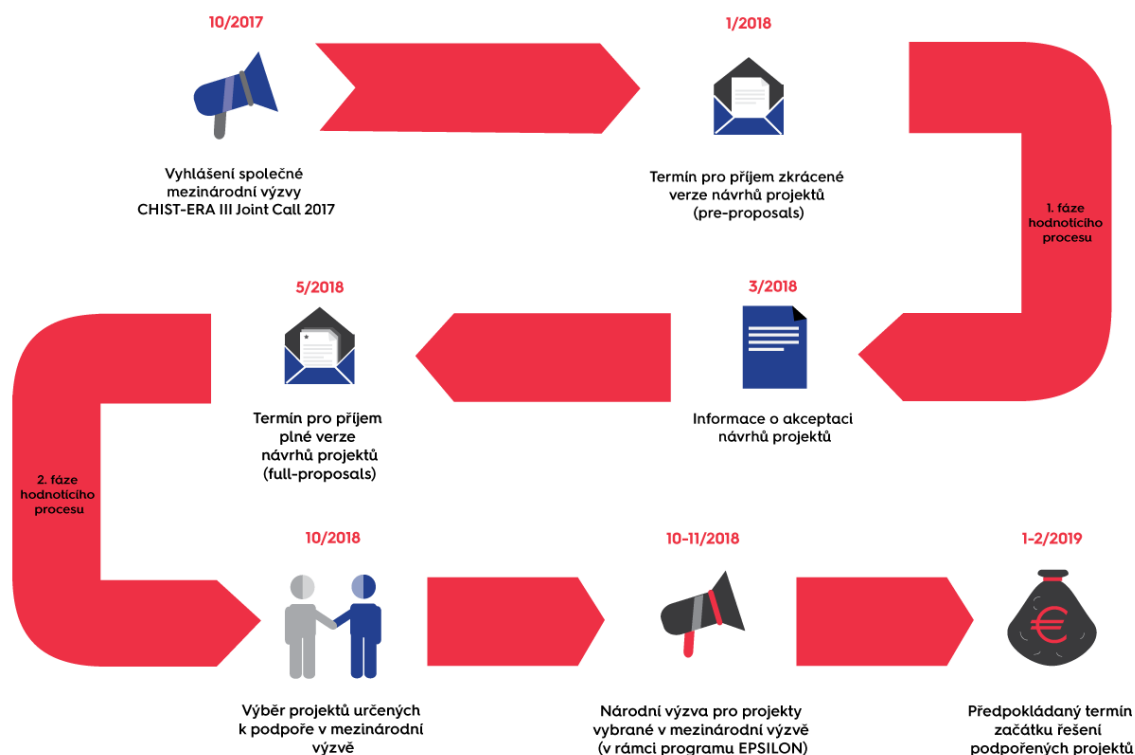 10/2017
Vyhlášení společné
mezinárodní výzvy
CHIST-ERA III Joint Call 2017
1/2018
Termín pro příjem zkrácené
verze návrhů projektů
(pre-proposals)
1. fáze
hodnotícího
procesu
3/2018
Informace o akceptaci
návrhů projektů
5/2018
Termín pro příjem
plné verze
návrhů projektů
(full-proposals)
2. fáze
hodnotícího
procesu
10/2018
Výběr projektů určených
k podpoře v mezinárodní
výzvě
10-11/2018
Národní výzva pro projekty
vybrané v mezinárodní výzvě
(v rámci programu EPSILON)
1-2/2019
€
Předpokládaný termín
začátku řešení
podpořených projektů